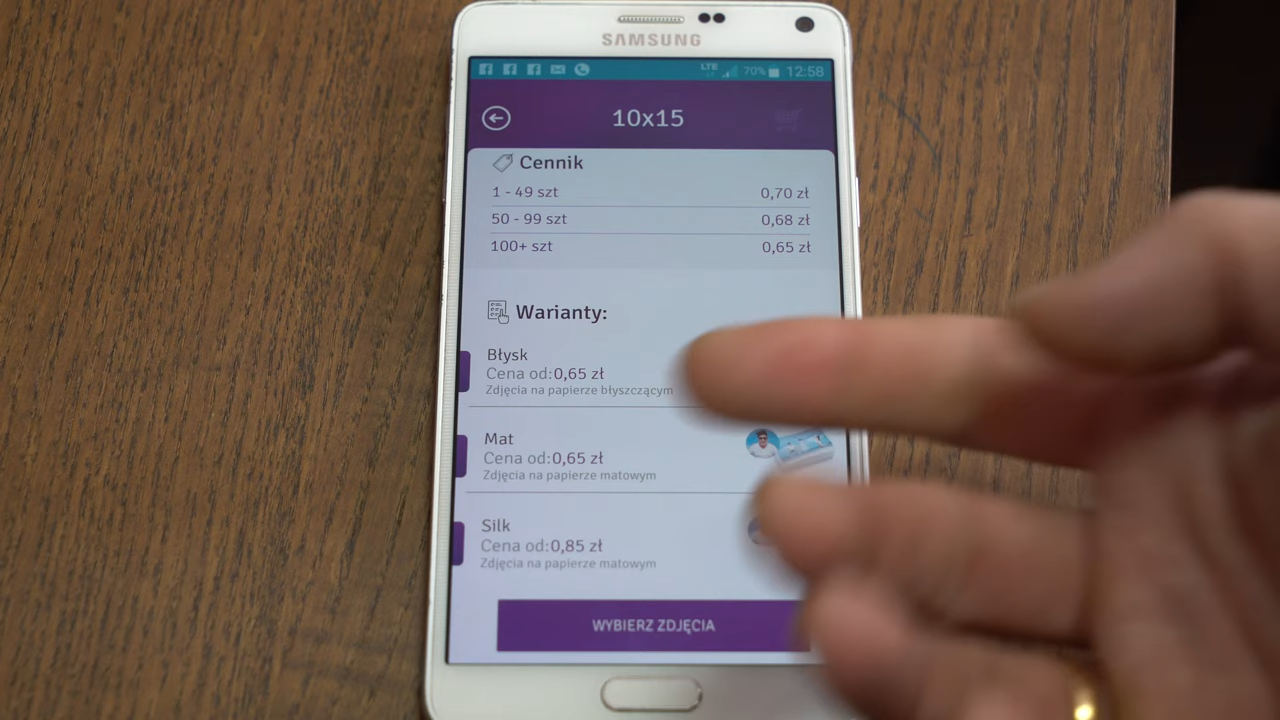 SAMSUNG
LTE 70% 12:58
10x15
Cennik
1 - 49 szt 0,70 zł
50 - 99 szt 0,68 zł
100+ szt 0,65 zł
Warianty:
Błysk
Cena od:0,65 zł
Zdjęcia na papierze błyszczącym
Mat
Cena od:0,65 zł
Zdjęcia na papierze matowym
Silk
Cena od:0,85 zł
Zdjęcia na papierze matowym
WYBIERZ ZDJĘCIA